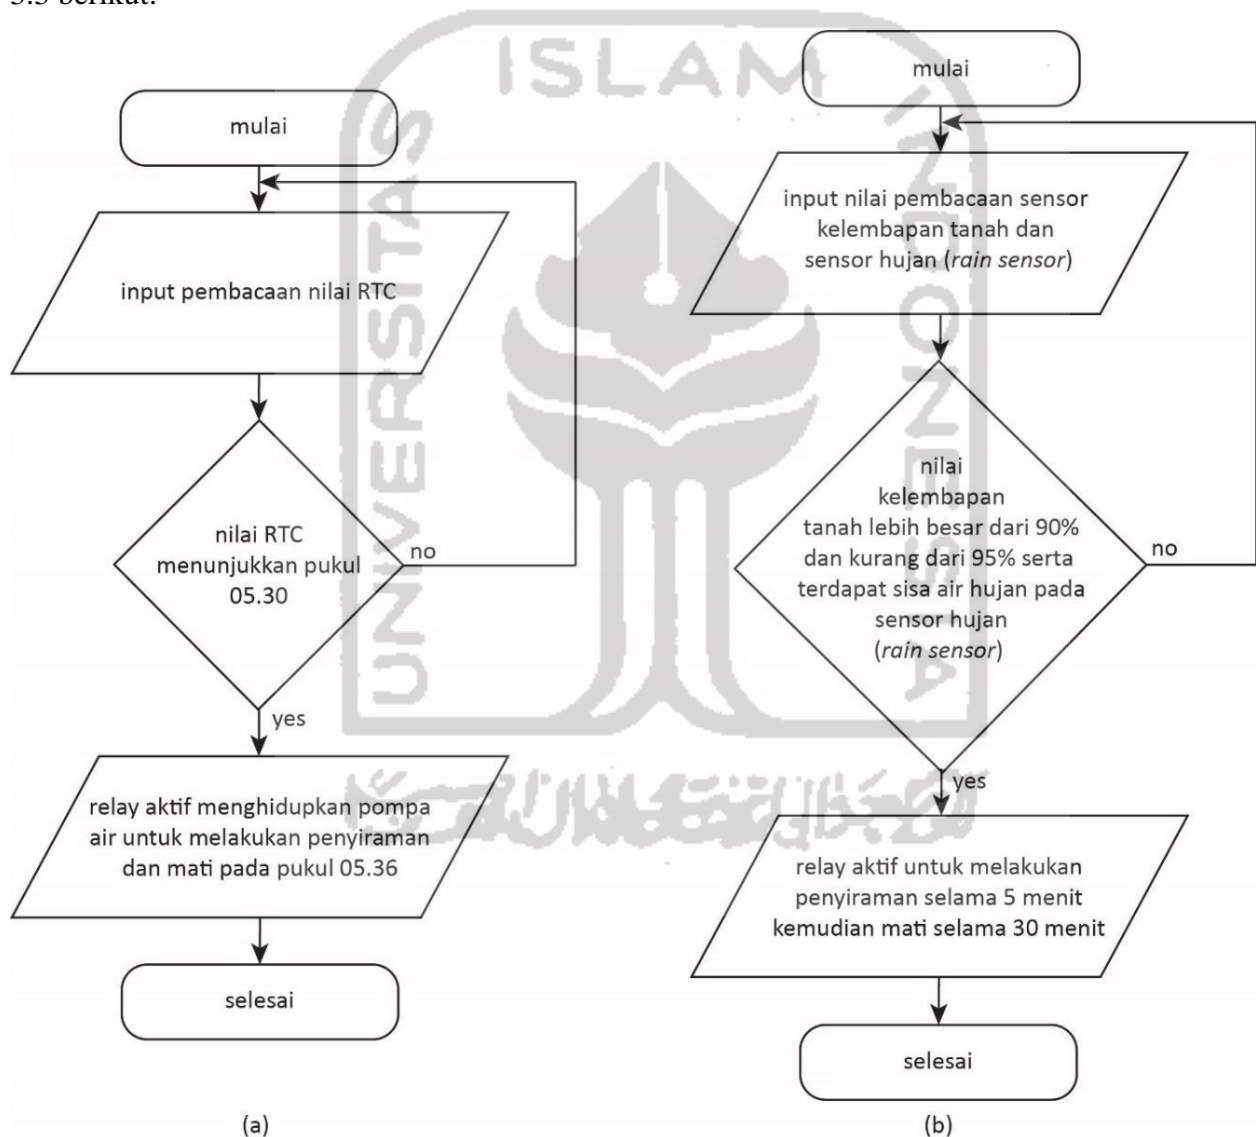 3.3 berikut.
mulai
input pembacaan nilai RTC
nilai RTC
menunjukkan pukul
05.30
no
yes
relay aktif menghidupkan pompa
air untuk melakukan penyiraman
dan mati pada pukul 05.36
selesai
(a)
mulai
input nilai pembacaan sensor
kelembapan tanah dan
sensor hujan (rain sensor)
nilai
kelembapan
tanah lebih besar dari 90%
dan kurang dari 95% serta
terdapat sisa air hujan pada
sensor hujan
(rain sensor)
no
yes
relay aktif untuk melakukan
penyiraman selama 5 menit
kemudian mati selama 30 menit
selesai
(b)
UNIVERSITAS
ISLAM
INDONESIA